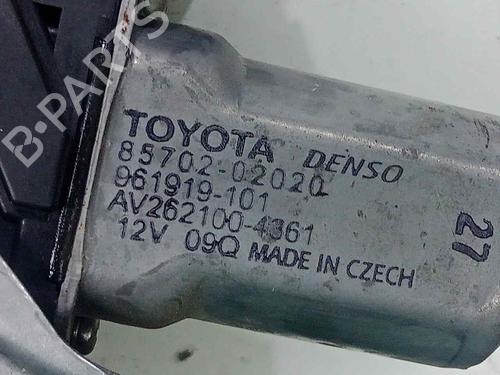 TOYOTA DENSO
85702-02020
961919-101
AV262100-4361
12V 09Q MADE IN CZECH
27
B-PARTS